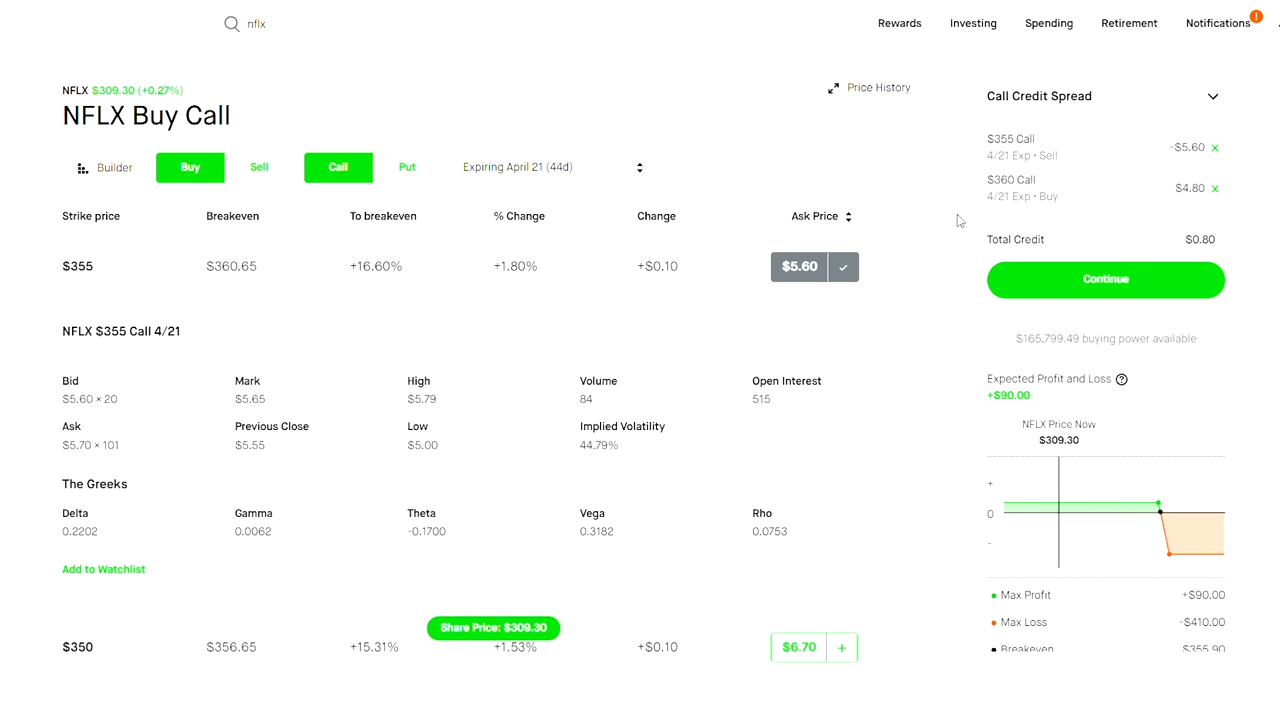 nflx
Rewards Investing Spending Retirement Notifications !
NFLX $309.30 (+0.27%)
Price History
NFLX Buy Call
Builder Buy Sell Call Put Expiring April 21 (44d)
Strike price Breakeven To breakeven % Change Change Ask Price
$355 $360.65 +16.60% +1.80% +$0.10 $5.60
NFLX $355 Call 4/21
Bid Mark High Volume Open Interest
$5.60 × 20 $5.65 $5.79 84 515
Ask Previous Close Low Implied Volatility
$5.70 × 101 $5.55 $5.00 44.79%
The Greeks
Delta Gamma Theta Vega Rho
0.2202 0.0062 -0.1700 0.3182 0.0753
Add to Watchlist
Share Price: $309.30
$350 $356.65 +15.31% +1.53% +$0.10 $6.70 +
Call Credit Spread
$355 Call
4/21 Exp • Sell
-$5.60 ×
$360 Call
4/21 Exp • Buy
$4.80 ×
Total Credit $0.80
Continue
$165,799.49 buying power available
Expected Profit and Loss ?
+$90.00
NFLX Price Now
$309.30
+
0
-
Max Profit +$90.00
Max Loss -$410.00
Breakeven $355.90